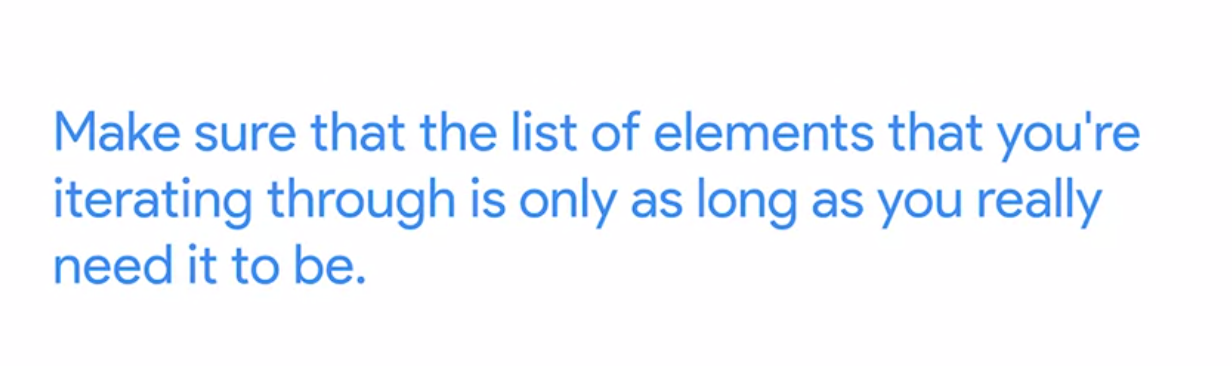 Make sure that the list of elements that you're
iterating through is only as long as you really
need it to be.